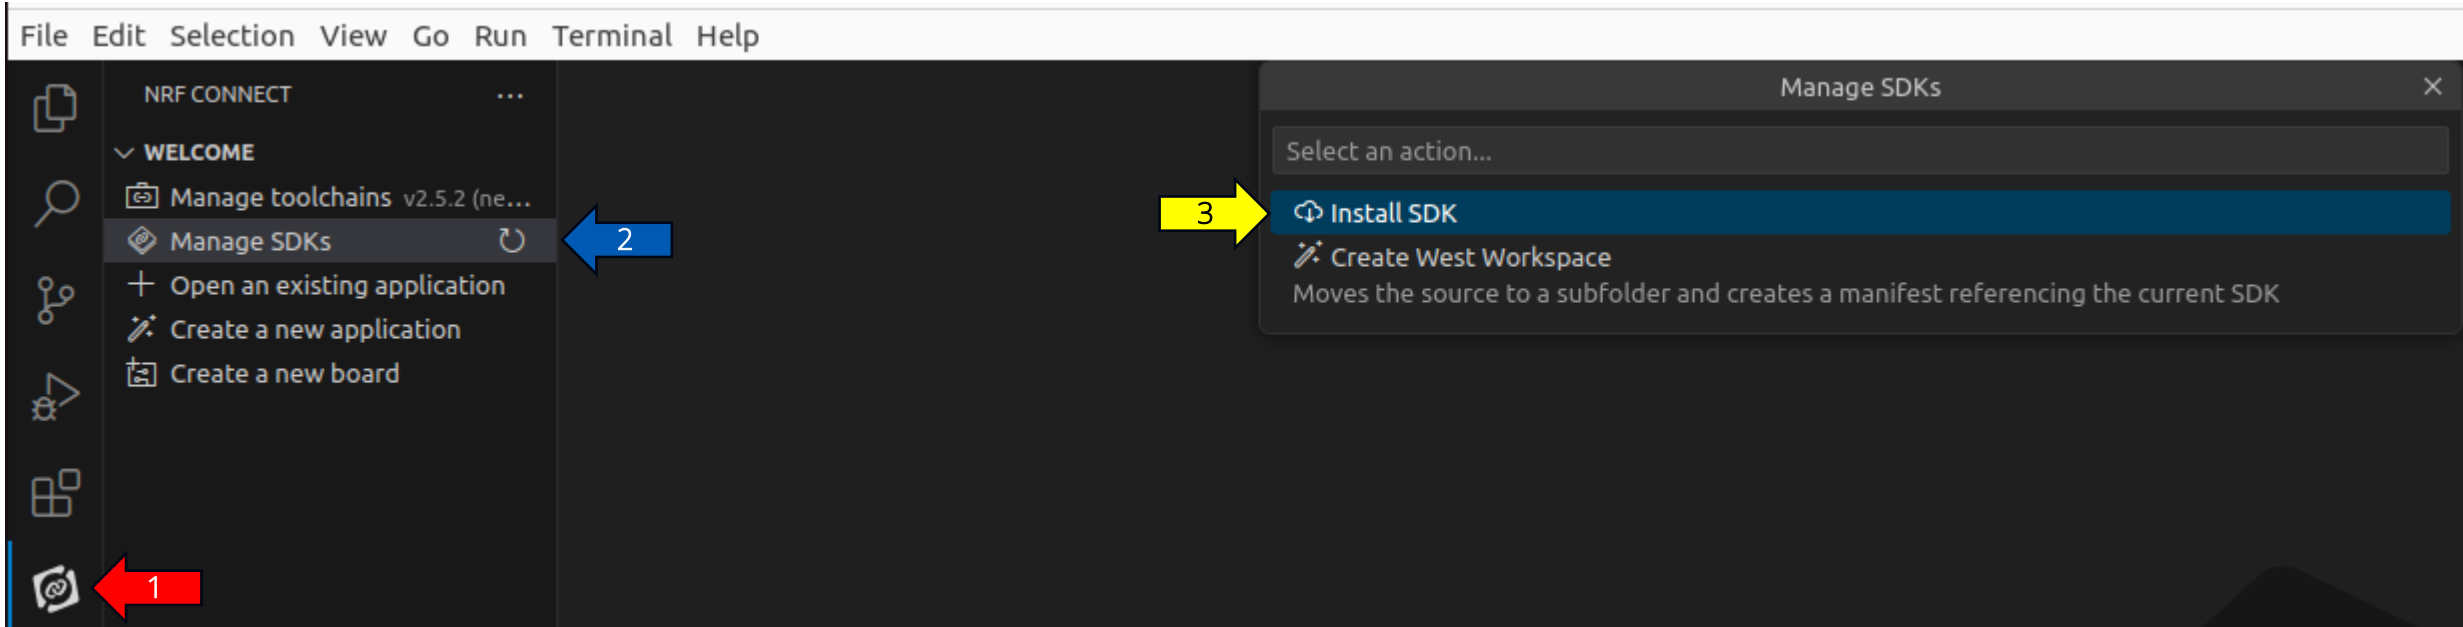 File Edit Selection View Go Run Terminal Help
NRF CONNECT ...
WELCOME
Manage toolchains v2.5.2 (ne...
Manage SDKs
Open an existing application
Create a new application
Create a new board
1
2
3
Manage SDKs
Select an action...
Install SDK
Create West Workspace
Moves the source to a subfolder and creates a manifest referencing the current SDK